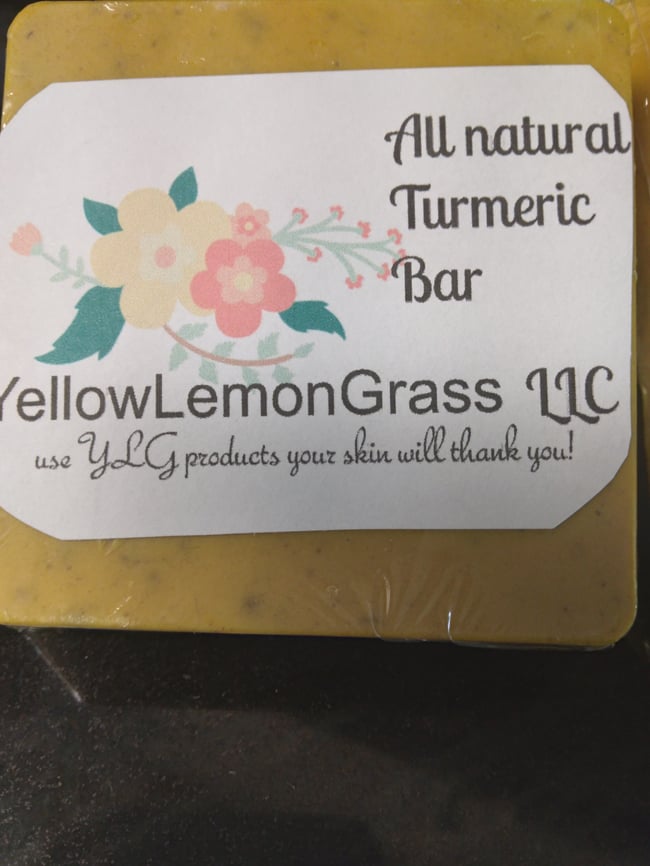 All natural
Turmeric
Bar
YellowLemonGrass LLC
use YLG products your skin will thank you!